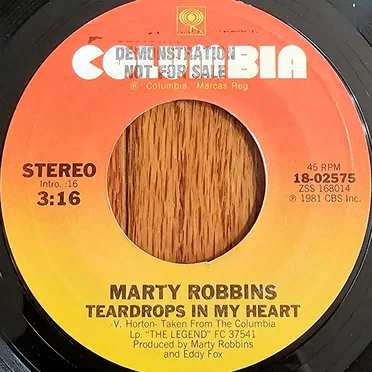 COLUMBIA
DEMONSTRATION
NOT FOR SALE
® "Columbia," Marcas Reg
STEREO
Intro. :16
3:16
45 RPM
18-02575
ZSS 168014
℗ 1981 CBS Inc.
MARTY ROBBINS
TEARDROPS IN MY HEART
-V. Horton- Taken From The Columbia
Lp: "THE LEGEND" FC 37541
Produced by Marty Robbins
and Eddy Fox